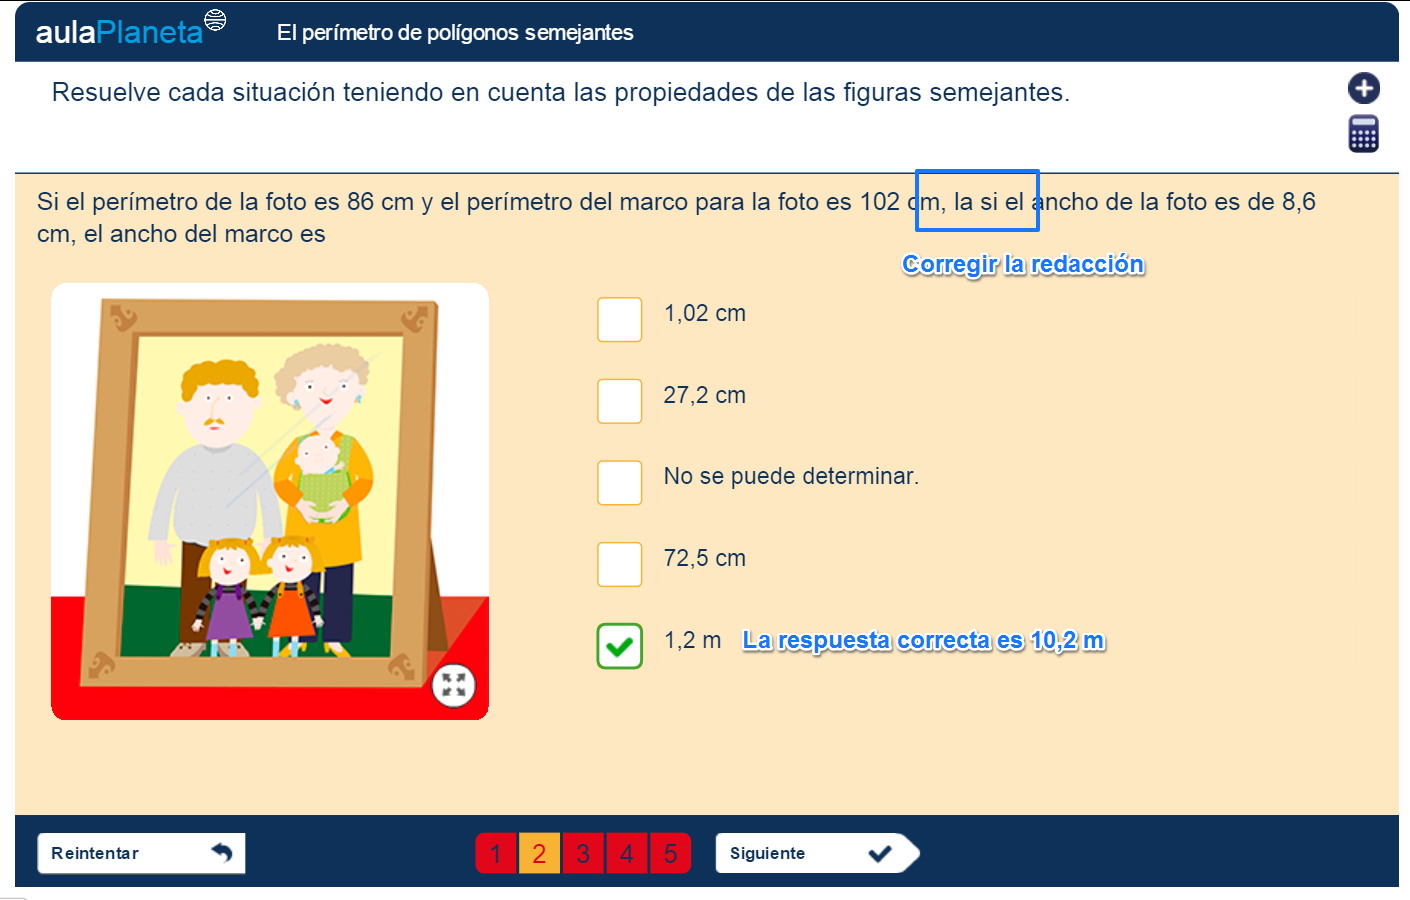 aulaPlaneta El perímetro de polígonos semejantes
Resuelve cada situación teniendo en cuenta las propiedades de las figuras semejantes.
Si el perímetro de la foto es 86 cm y el perímetro del marco para la foto es 102 cm, la si el ancho de la foto es de 8,6
cm, el ancho del marco es
Corregir la redacción
1,02 cm
27,2 cm
No se puede determinar.
72,5 cm
1,2 m La respuesta correcta es 10,2 m
Reintentar 1 2 3 4 5 Siguiente